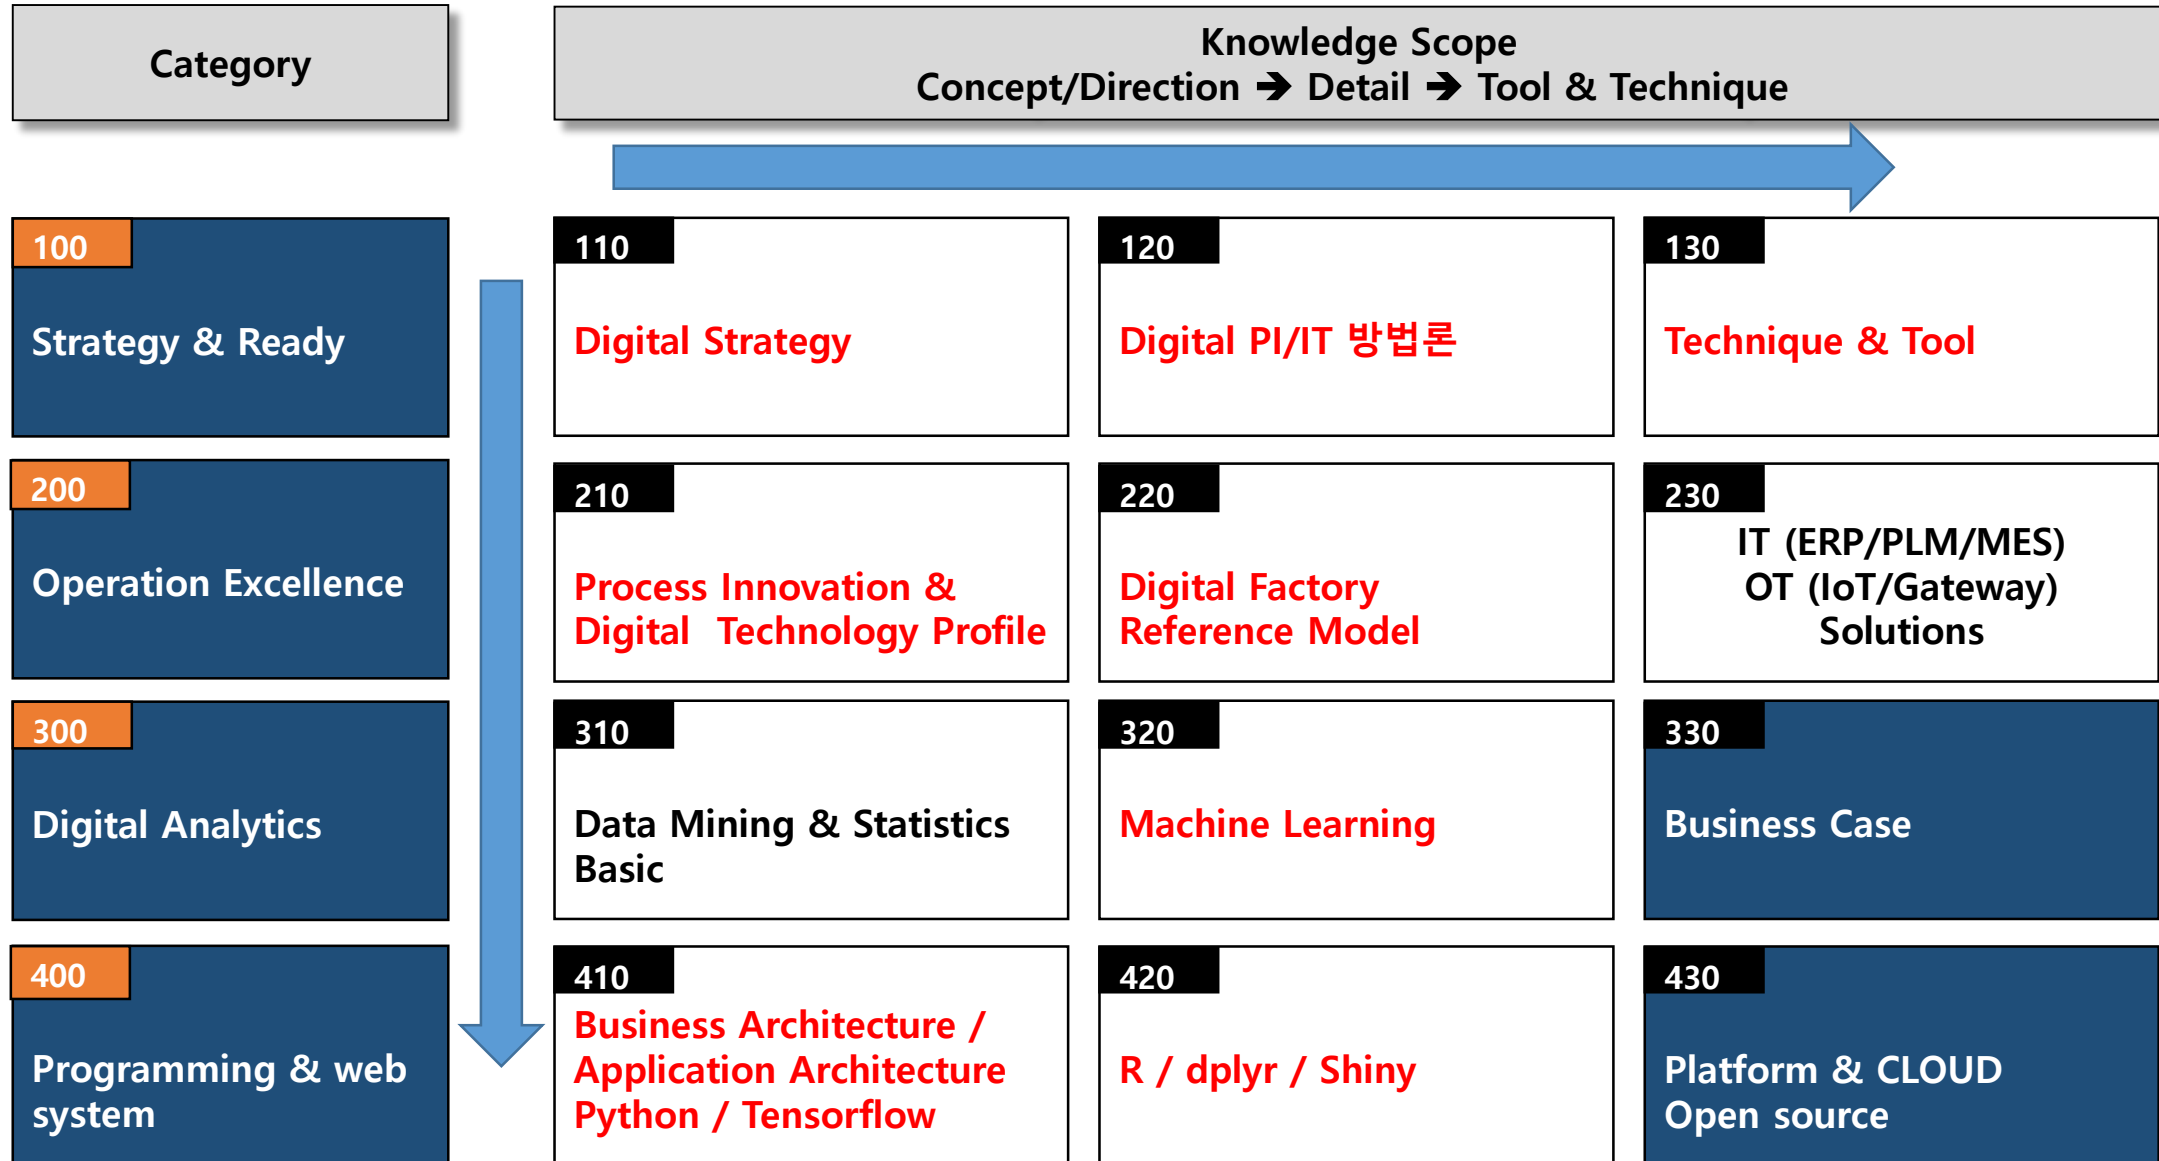 Category
Knowledge Scope
Concept/Direction ➔ Detail ➔ Tool & Technique
100
Strategy & Ready
110
Digital Strategy
120
Digital PI/IT 방법론
130
Technique & Tool
200
Operation Excellence
210
Process Innovation &
Digital  Technology Profile
220
Digital Factory
Reference Model
230
IT (ERP/PLM/MES)
OT (IoT/Gateway)
Solutions
300
Digital Analytics
310
Data Mining & Statistics
Basic
320
Machine Learning
330
Business Case
400
Programming & web
system
410
Business Architecture /
Application Architecture
Python / Tensorflow
420
R / dplyr / Shiny
430
Platform & CLOUD
Open source